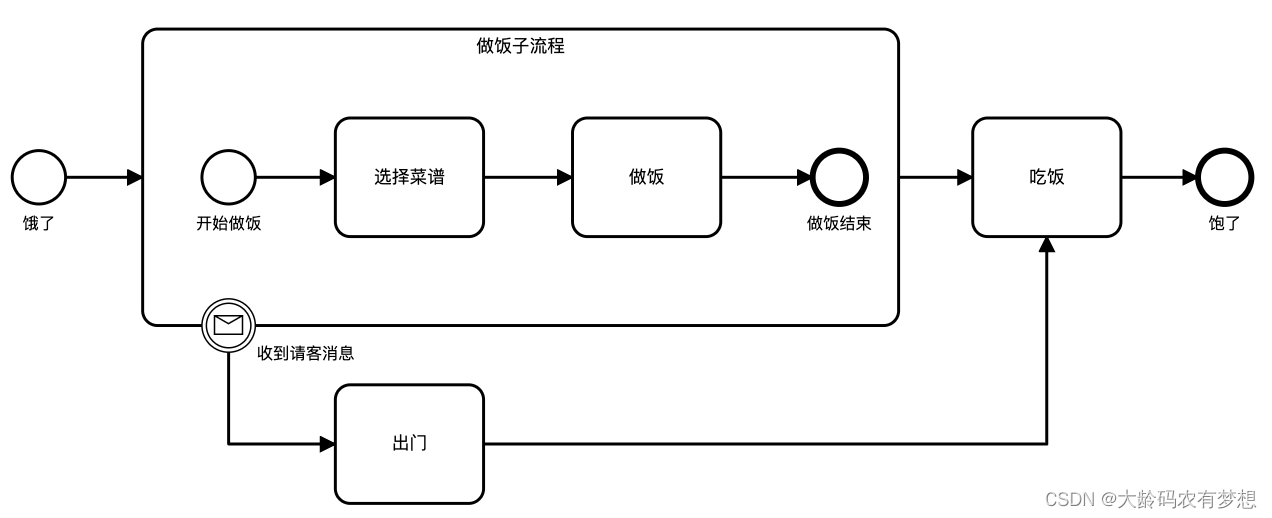 做饭子流程
饿了
开始做饭
选择菜谱
做饭
做饭结束
吃饭
饱了
收到请客消息
出门
CSDN @大龄码农有梦想